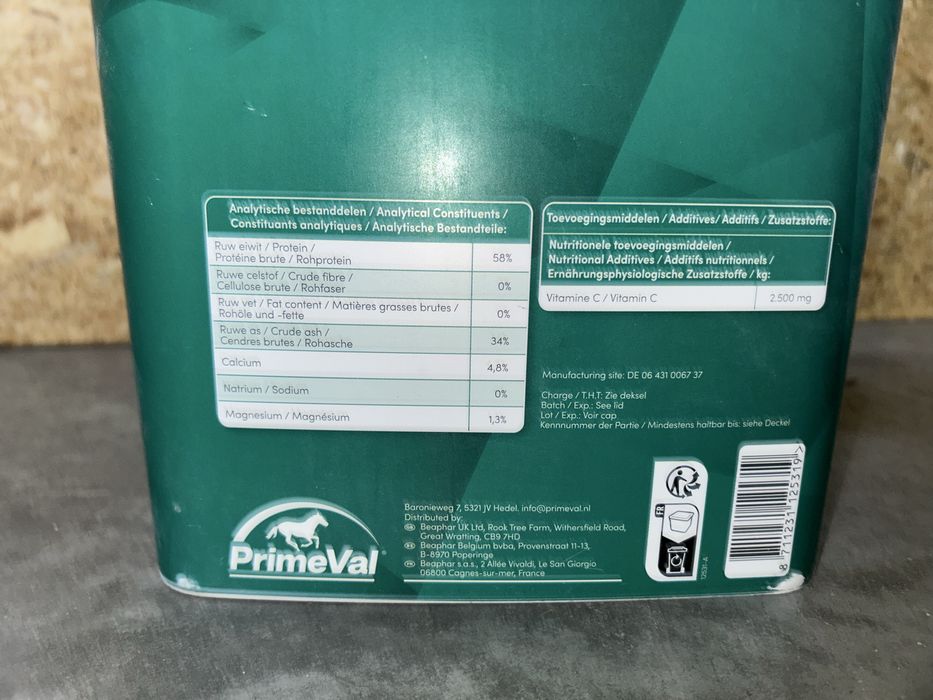 Analytische bestanddelen / Analytical Constituents /
Constituants analytiques / Analytische Bestandteile:
Ruw eiwit / Protein /
Protéine brute / Rohprotein
58%
Ruwe celstof / Crude fibre /
Cellulose brute / Rohfaser
0%
Ruw vet / Fat content / Matières grasses brutes /
Rohöle und -fette
0%
Ruwe as / Crude ash /
Cendres brutes / Rohasche
34%
Calcium
4,8%
Natrium / Sodium
0%
Magnesium / Magnésium
1,3%
Toevoegingsmiddelen / Additives/ Additifs / Zusatzstoffe:
Nutritionele toevoegingsmiddelen /
Nutritional Additives / Additifs nutritionnels /
Ernährungsphysiologische Zusatzstoffe / kg:
Vitamine C / Vitamin C
2.500 mg
Manufacturing site: DE 06 431 0067 37
Charge / T.H.T: Zie deksel
Batch / Exp.: See lid
Lot / Exp.: Voir cap
Kennnummer der Partie / Mindestens haltbar bis: siehe Deckel
PrimeVal
Baronieweg 7, 5321 JV Hedel. info@primeval.nl
Distributed by:
GB Beaphar UK Ltd, Rook Tree Farm, Withersfield Road,
Great Wratting, CB9 7HD
BE Beaphar Belgium bvba, Provenstraat 11-13,
B-8970 Poperinge
FR Beaphar s.a.s., 2 Allée Vivaldi, Le San Giorgio
06800 Cagnes-sur-mer, France
FR
12531-A
8 711231 125319 >